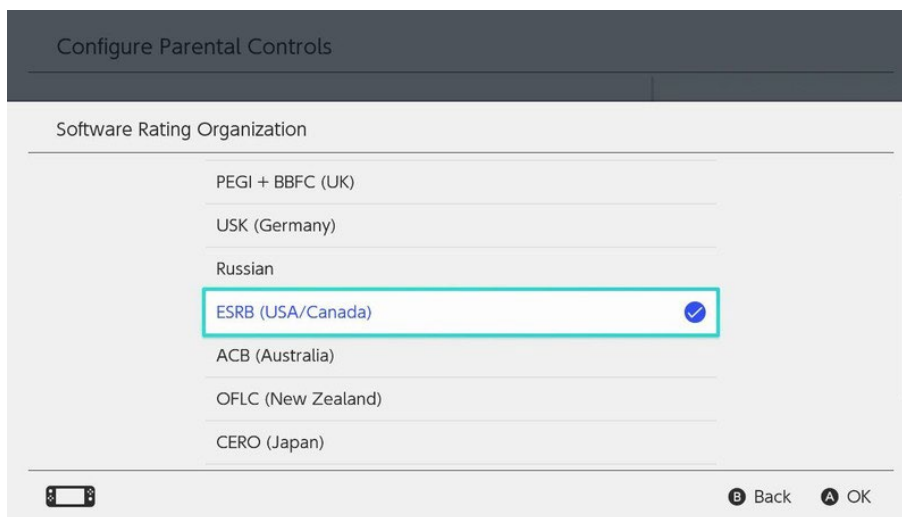 Configure Parental Controls
Software Rating Organization
PEGI + BBFC (UK)
USK (Germany)
Russian
ESRB (USA/Canada)
ACB (Australia)
OFLC (New Zealand)
CERO (Japan)
B Back A OK